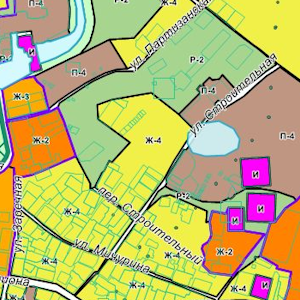 П-4
ул. Партизанская
Ж-4
И
П-4
Р-2
Р-2
ул. Строительная
Ж-3
П-4
Ж-2
Ж-4
П-4
И
ул. Заречная
Ж-4
пер. Строительный
Ж-4
И
И
ул. Мичурина
Ж-2
Ж-4
Ж-4
И